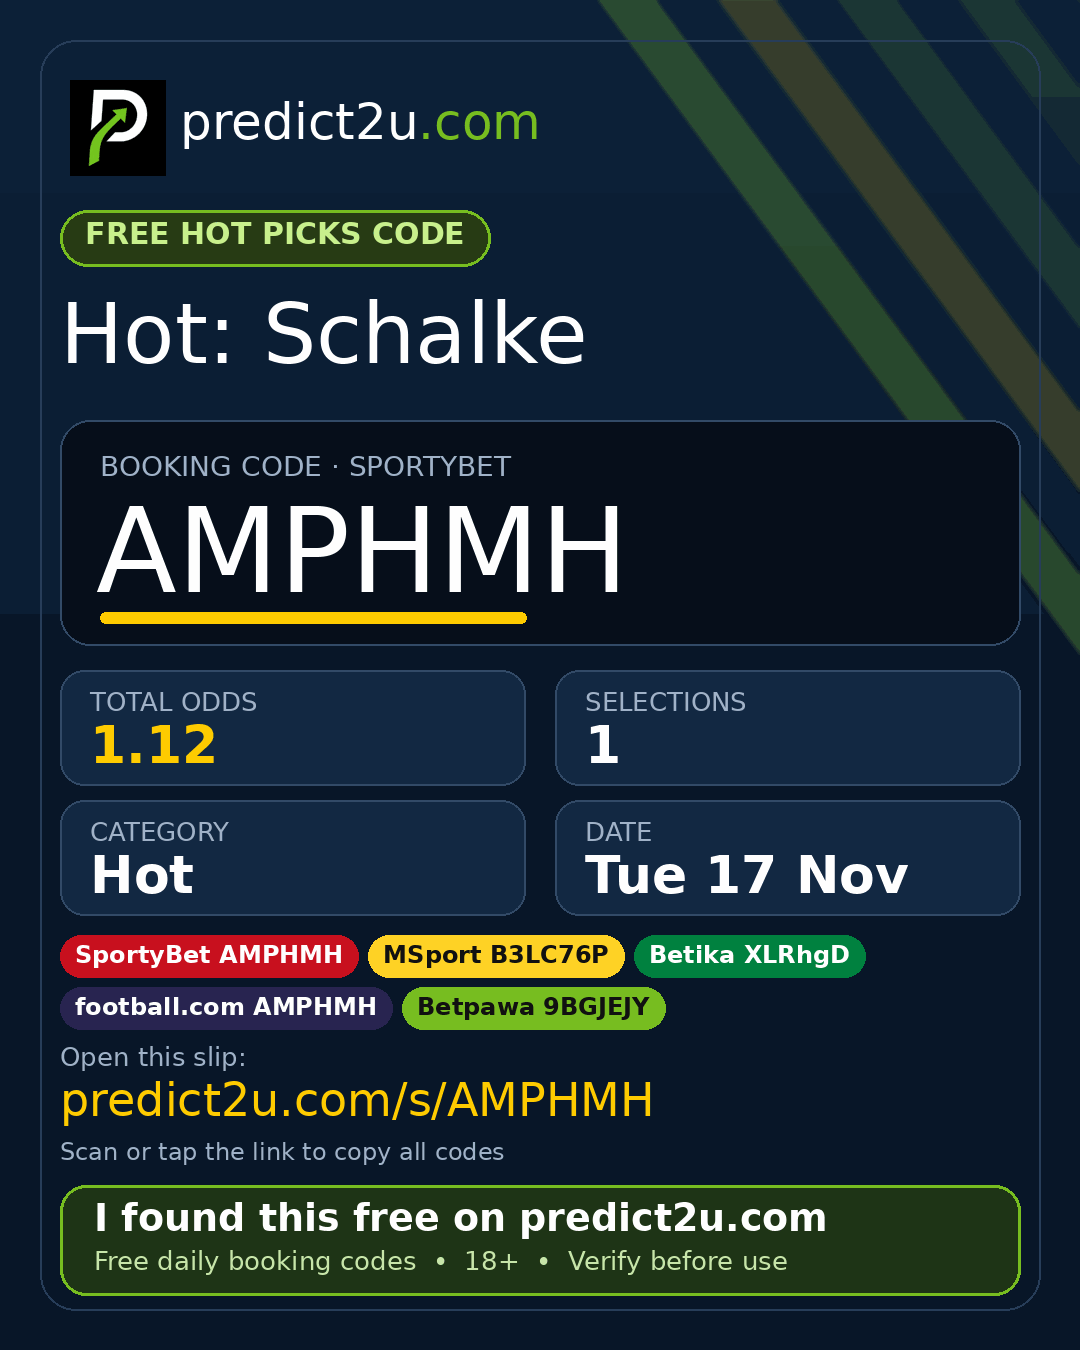 predict2u.com
FREE HOT PICKS CODE
Hot: Schalke
BOOKING CODE · SPORTYBET
AMPHMH
TOTAL ODDS
1.12
SELECTIONS
1
CATEGORY
Hot
DATE
Tue 17 Nov
SportyBet AMPHMH
MSport B3LC76P
Betika XLRhgD
football.com AMPHMH
Betpawa 9BGJEJY
Open this slip:
predict2u.com/s/AMPHMH
Scan or tap the link to copy all codes
I found this free on predict2u.com
Free daily booking codes • 18+ • Verify before use